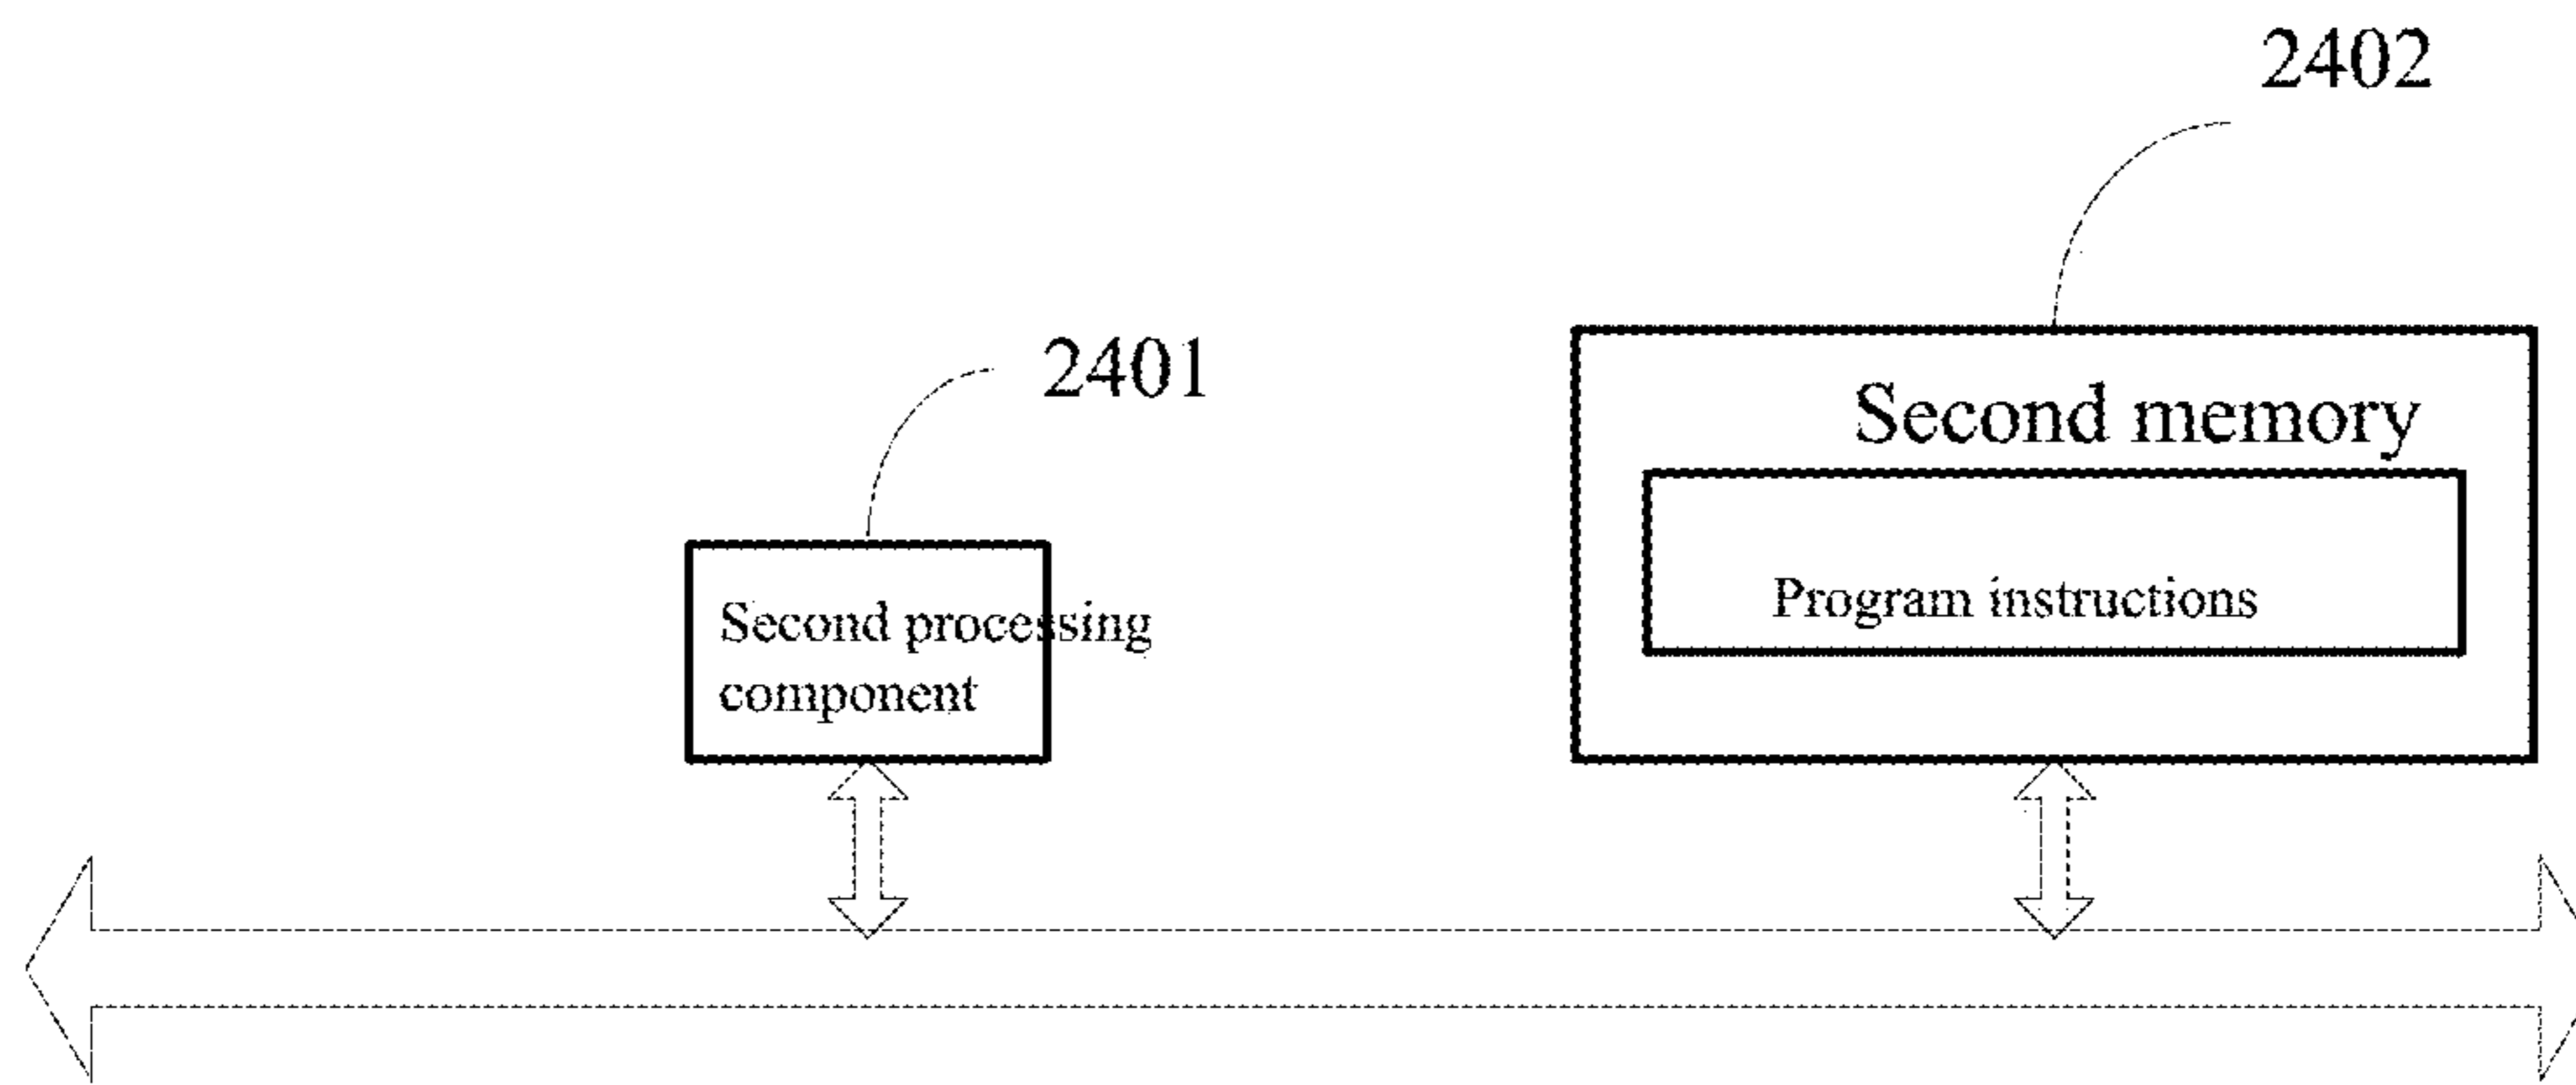 2402
2401
Second memory
Program instructions
Second processing
component